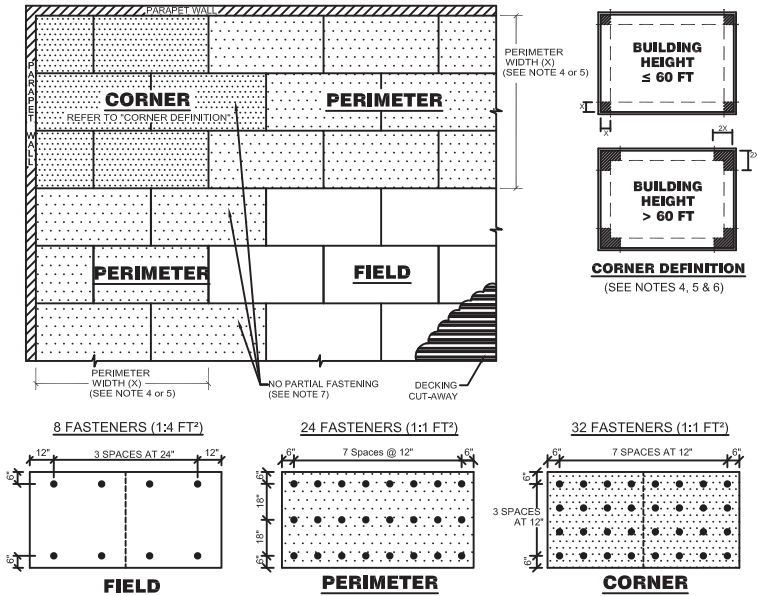 PARAPET WALL
PARAPET WALL
CORNER
REFER TO "CORNER DEFINITION"
PERIMETER
PERIMETER
WIDTH (X)
(SEE NOTE 4 or 5)
PERIMETER
FIELD
PERIMETER
WIDTH (X)
(SEE NOTE 4 or 5)
NO PARTIAL FASTENING
(SEE NOTE 7)
DECKING
CUT-AWAY
BUILDING
HEIGHT
≤ 60 FT
X
X
2X
2X
BUILDING
HEIGHT
> 60 FT
CORNER DEFINITION
(SEE NOTES 4, 5 & 6)
8 FASTENERS (1:4 FT²)
12"
3 SPACES AT 24"
12"
6"
6"
FIELD
24 FASTENERS (1:1 FT²)
6"
7 Spaces @ 12"
6"
6"
18"
18"
6"
PERIMETER
32 FASTENERS (1:1 FT²)
6"
7 SPACES AT 12"
6"
6"
3 SPACES
AT 12"
6"
CORNER